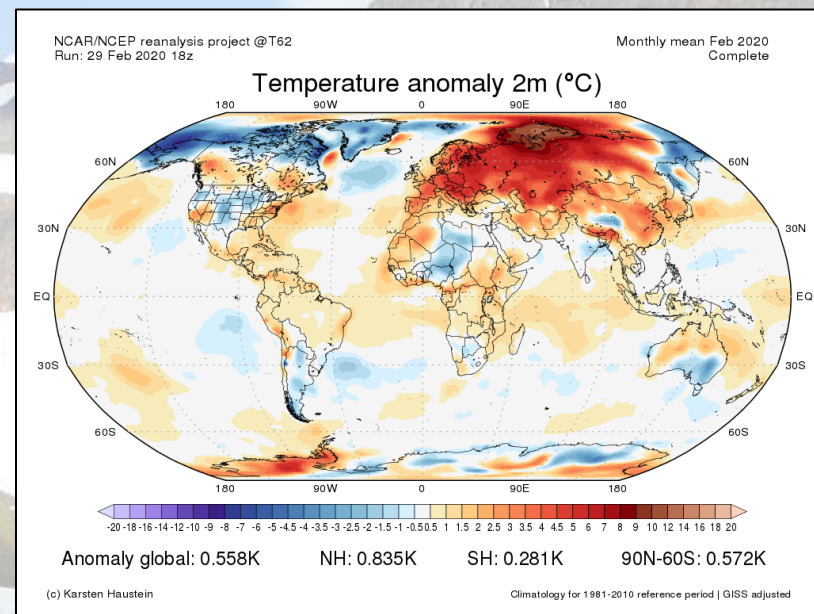 NCAR/NCEP reanalysis project @T62
Run: 29 Feb 2020 18z
Monthly mean Feb 2020
Complete
Temperature anomaly 2m (°C)
180 90W 0 90E 180
60N 60N
30N 30N
EQ EQ
30S 30S
60S 60S
180 90W 0 90E 180
-20 -18 -16 -14 -12 -10 -9 -8 -7 -6 -5 -4.5 -4 -3.5 -3 -2.5 -2 -1.5 -1 -0.5 0.5 1 1.5 2 2.5 3 3.5 4 4.5 5 6 7 8 9 10 12 14 16 18 20
Anomaly global: 0.558K NH: 0.835K SH: 0.281K 90N-60S: 0.572K
(c) Karsten Haustein Climatology for 1981-2010 reference period | GISS adjusted